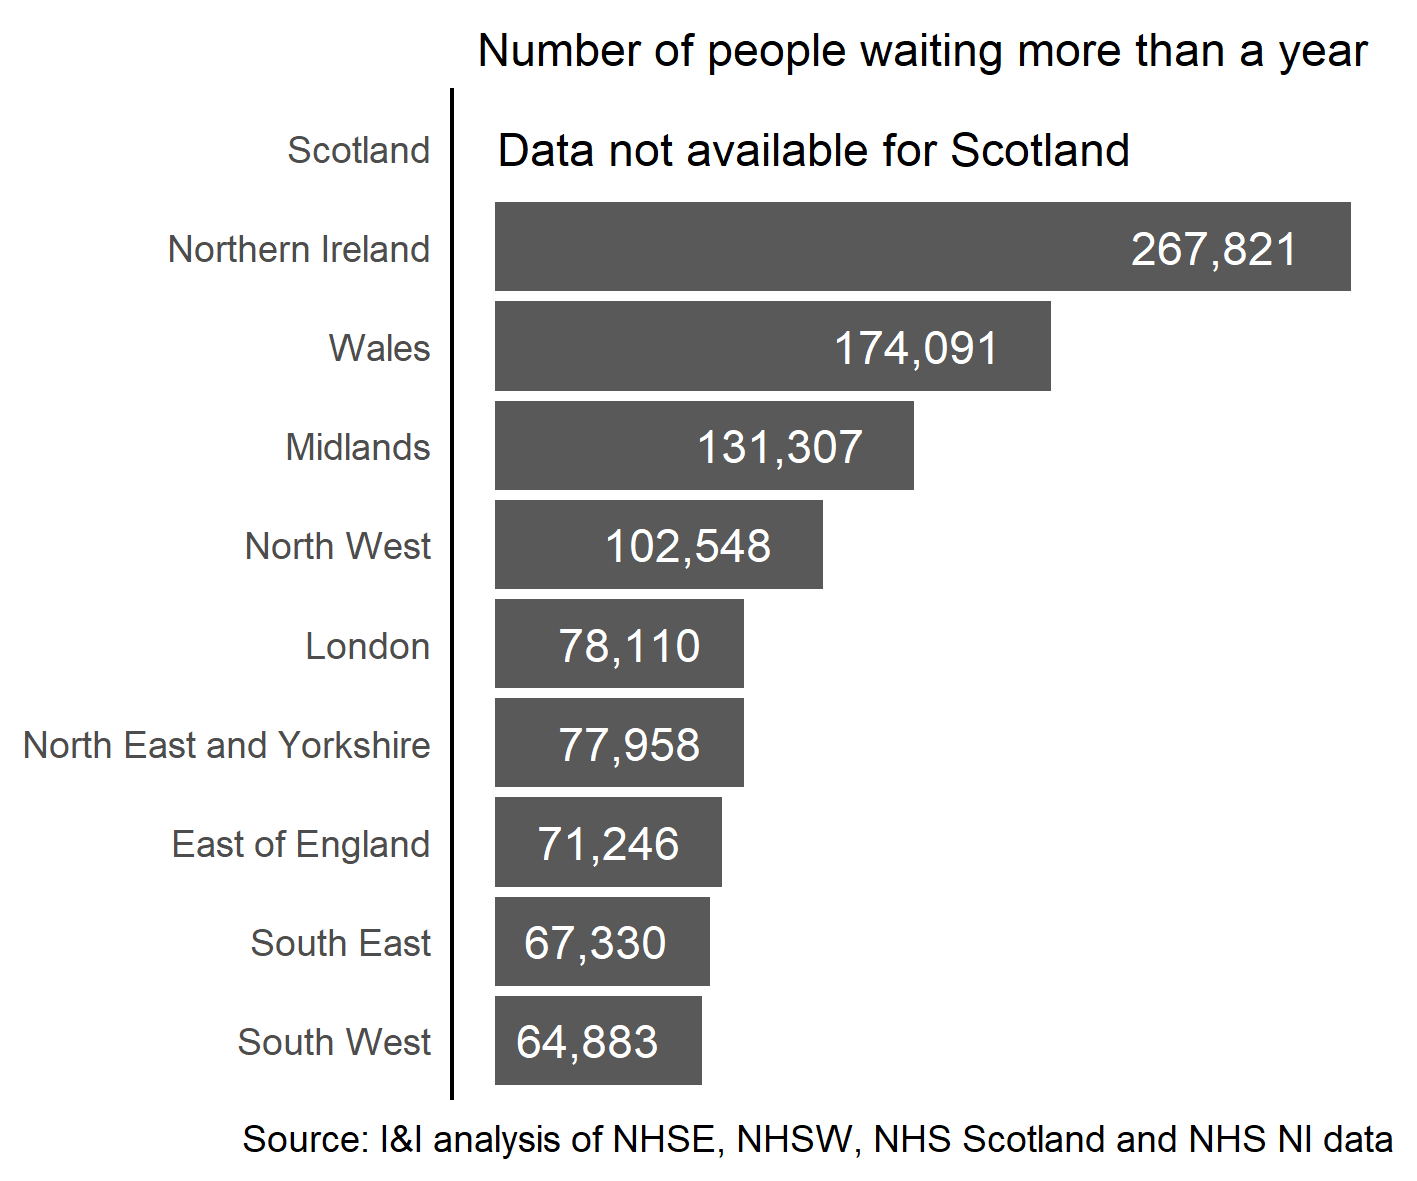 Number of people waiting more than a year
Scotland Data not available for Scotland
Northern Ireland 267,821
Wales 174,091
Midlands 131,307
North West 102,548
London 78,110
North East and Yorkshire 77,958
East of England 71,246
South East 67,330
South West 64,883
Source: I&I analysis of NHSE, NHSW, NHS Scotland and NHS NI data